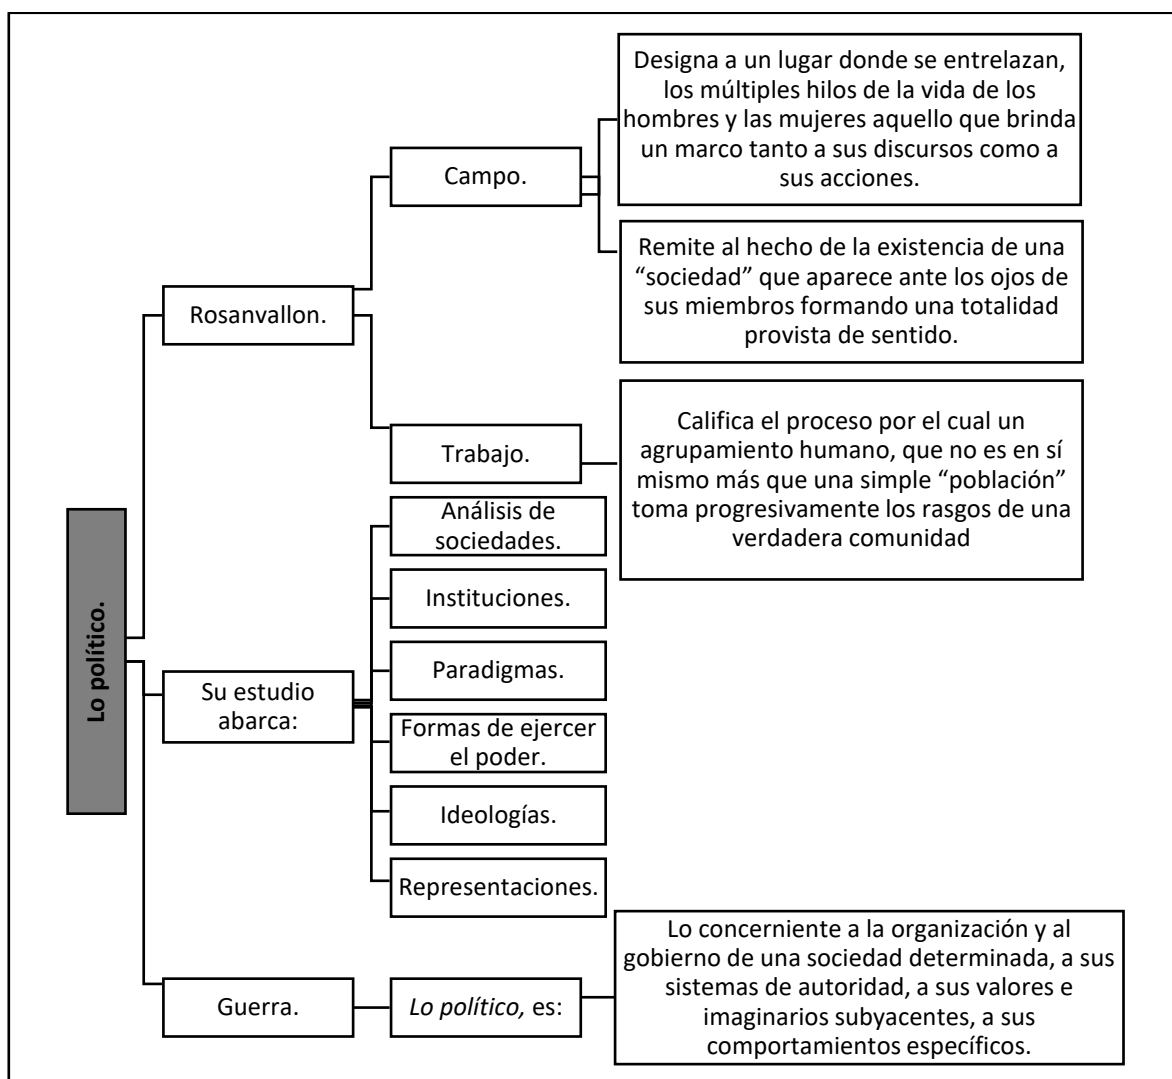 Lo político.
Rosanvallon.
Campo.
Designa a un lugar donde se entrelazan,
los múltiples hilos de la vida de los
hombres y las mujeres aquello que brinda
un marco tanto a sus discursos como a
sus acciones.
Remite al hecho de la existencia de una
“sociedad” que aparece ante los ojos de
sus miembros formando una totalidad
provista de sentido.
Trabajo.
Califica el proceso por el cual un
agrupamiento humano, que no es en sí
mismo más que una simple “población”
toma progresivamente los rasgos de una
verdadera comunidad
Su estudio
abarca:
Análisis de
sociedades.
Instituciones.
Paradigmas.
Formas de ejercer
el poder.
Ideologías.
Representaciones.
Guerra.
Lo político, es:
Lo concerniente a la organización y al
gobierno de una sociedad determinada, a sus
sistemas de autoridad, a sus valores e
imaginarios subyacentes, a sus
comportamientos específicos.